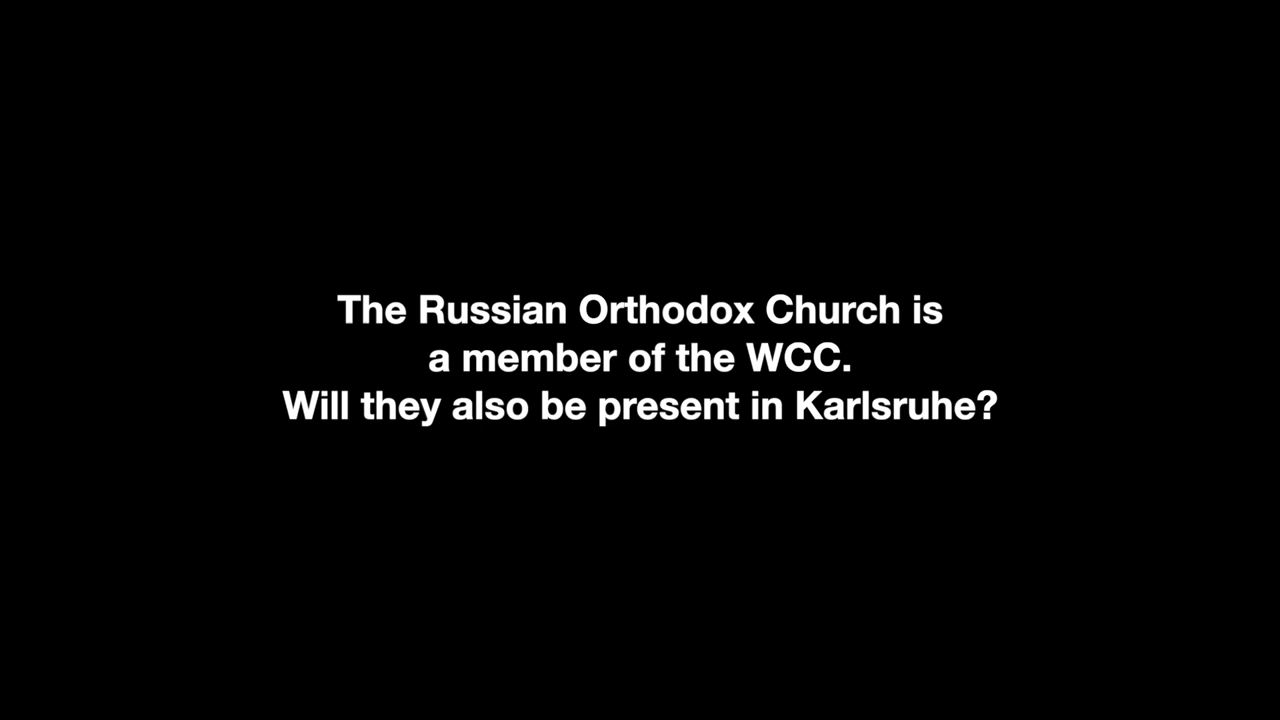 The Russian Orthodox Church is
a member of the WCC.
Will they also be present in Karlsruhe?